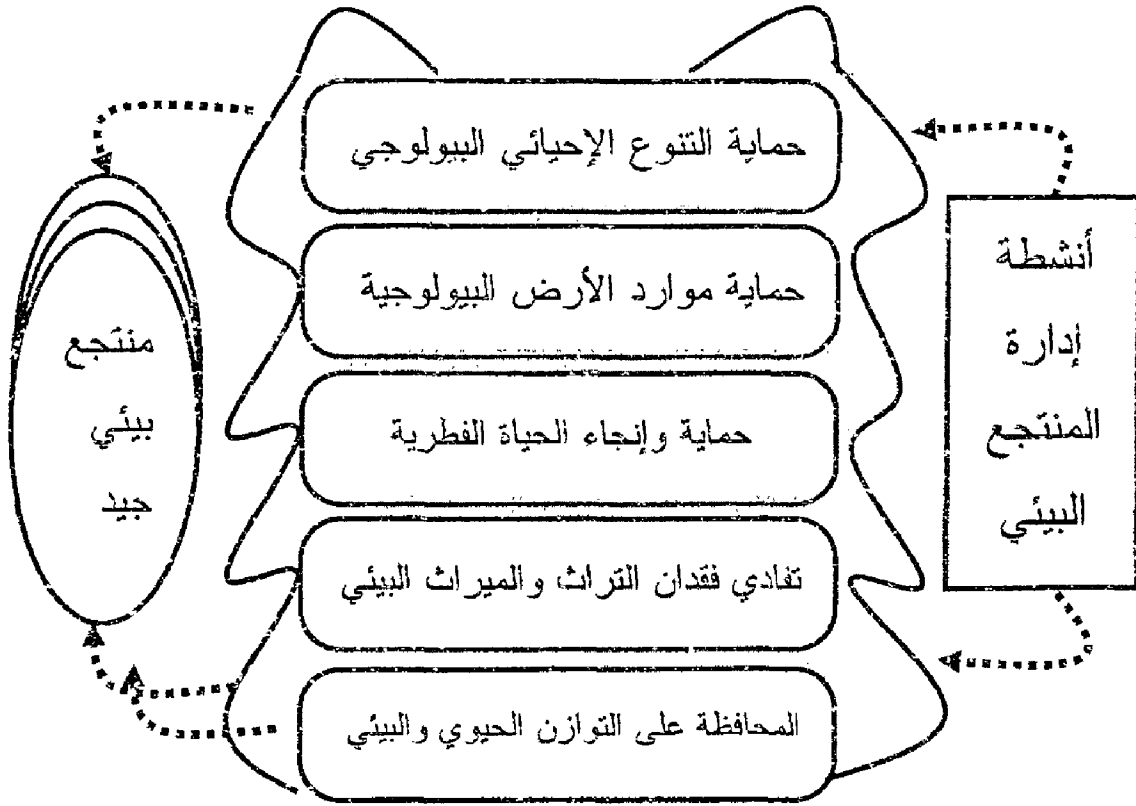 أنشطة
إدارة
المنتجع
البيئي
حماية التنوع الإحيائي البيولوجي
حماية موارد الأرض البيولوجية
حماية وإنجاء الحياة الفطرية
تفادي فقدان التراث والميراث البيئي
المحافظة على التوازن الحيوي والبيئي
منتجع
بيئي
جيد